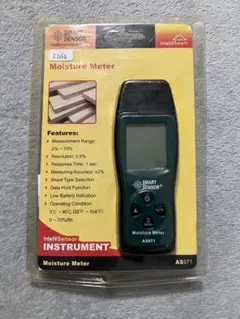 SMART
SENSOR
IntelliSmart
Moisture Meter
Features:
Measurement Range:
2% ~ 70%
Resolution: 0.5%
Response Time: 1 sec
Measuring Accuracy: ±2%
Wood Type Selection
Data Hold Function
Low Battery Indication
Operating Condition
0°C ~ 40°C (32°F ~ 104°F)
0 ~ 70%Rh
SMART
SENSOR
Moisture Meter
AS971
IntelliSensor
INSTRUMENT
Moisture Meter
AS971